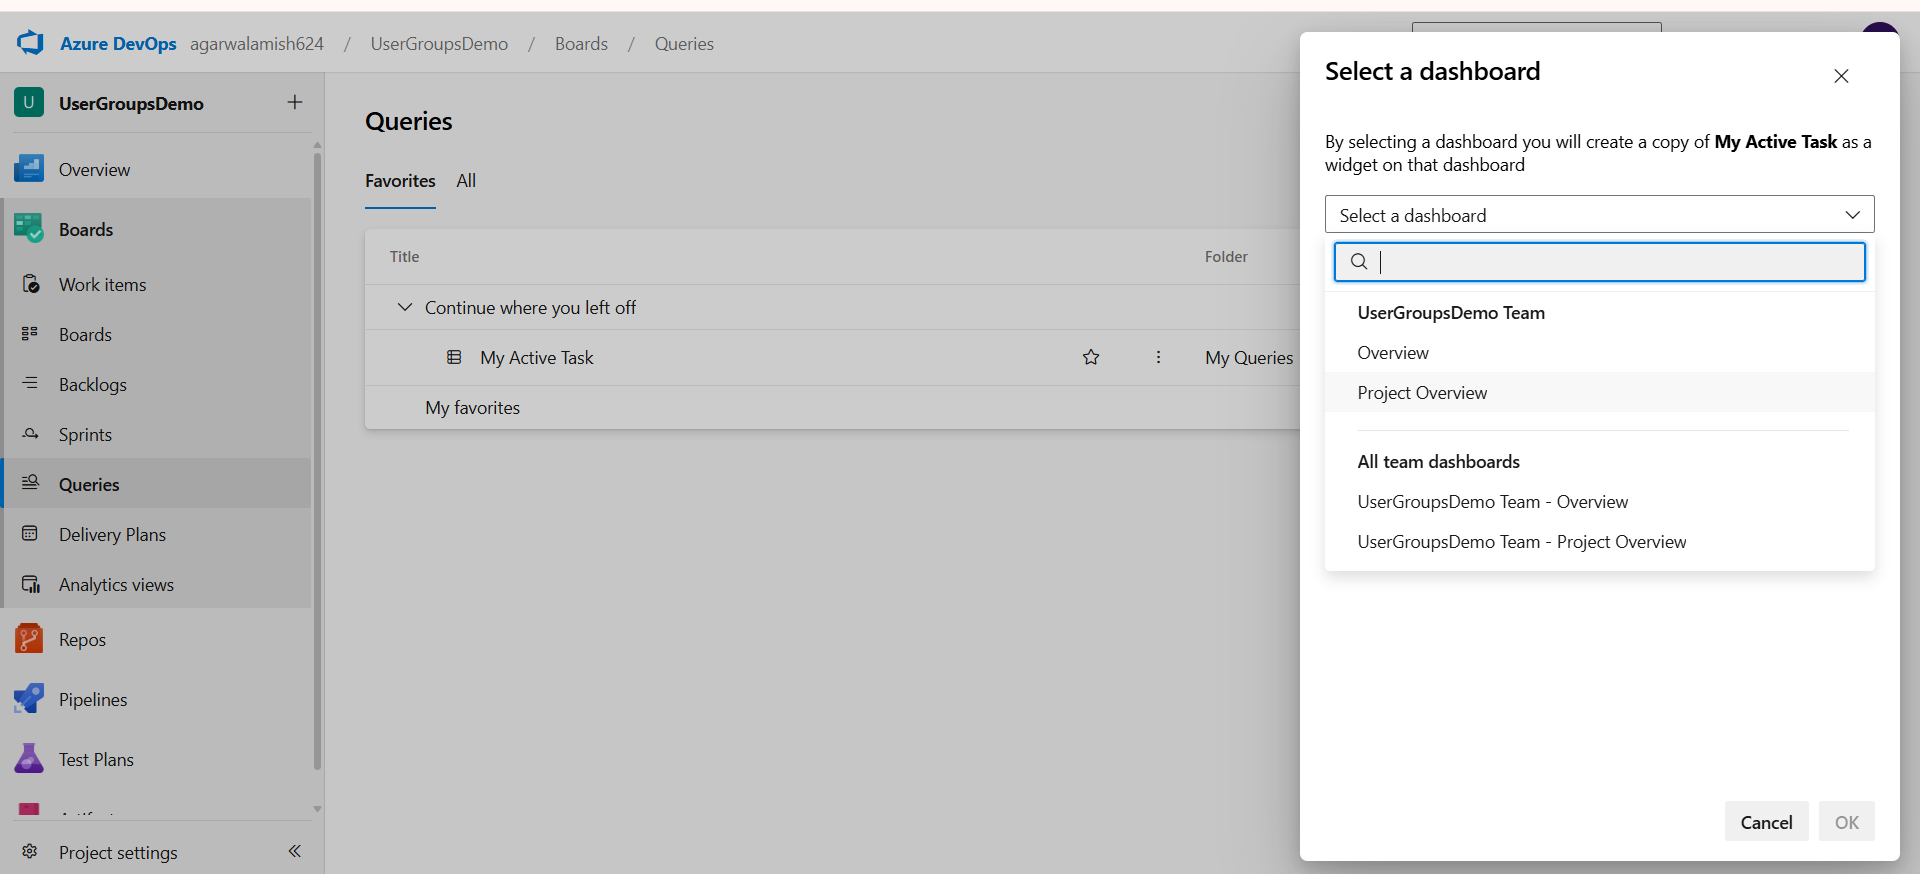 Azure DevOps agarwalamish624 / UserGroupsDemo / Boards / Queries
U UserGroupsDemo
Overview
Boards
Work items
Boards
Backlogs
Sprints
Queries
Delivery Plans
Analytics views
Repos
Pipelines
Test Plans
Project settings
Queries
Favorites All
Title Folder
Continue where you left off
My Active Task My Queries
My favorites
Select a dashboard
By selecting a dashboard you will create a copy of My Active Task as a
widget on that dashboard
Select a dashboard
UserGroupsDemo Team
Overview
Project Overview
All team dashboards
UserGroupsDemo Team - Overview
UserGroupsDemo Team - Project Overview
Cancel OK